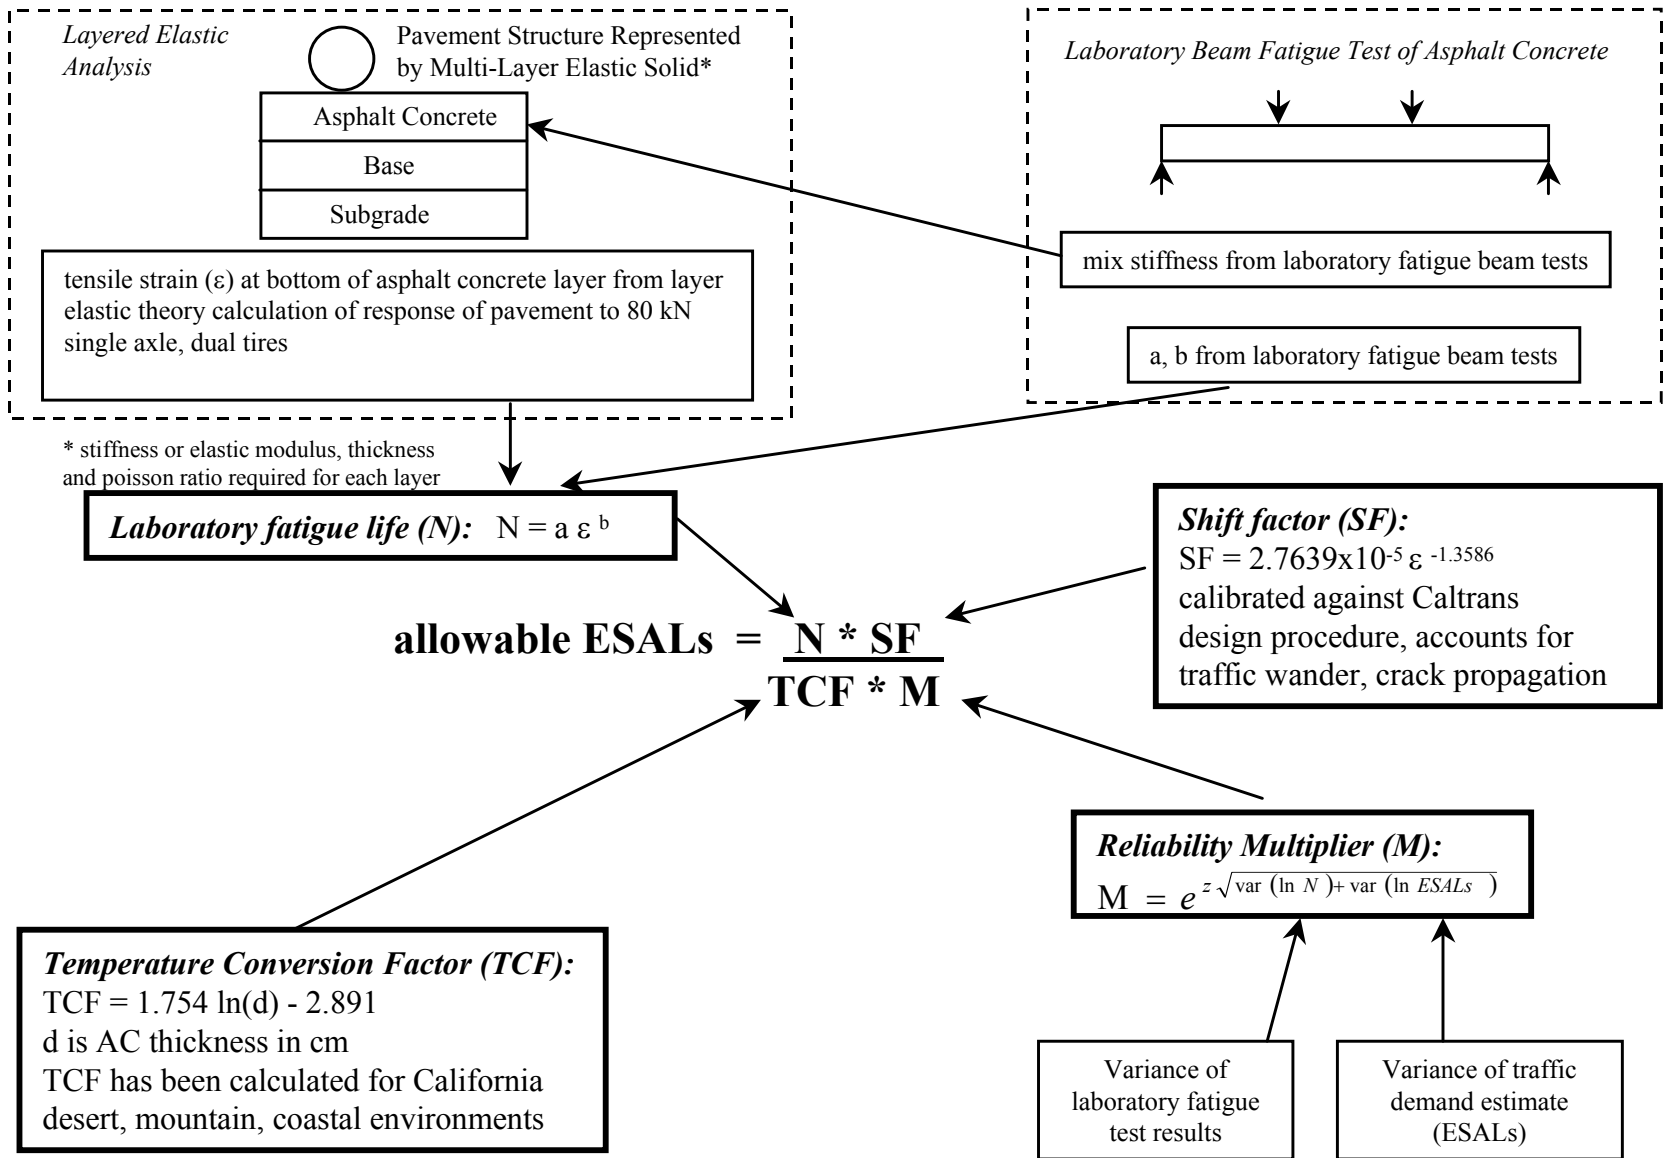 Layered Elastic
Analysis
Pavement Structure Represented
by Multi-Layer Elastic Solid*
Asphalt Concrete
Base
Subgrade
tensile strain (ε) at bottom of asphalt concrete layer from layer
elastic theory calculation of response of pavement to 80 kN
single axle, dual tires
* stiffness or elastic modulus, thickness
and poisson ratio required for each layer
Laboratory Beam Fatigue Test of Asphalt Concrete
mix stiffness from laboratory fatigue beam tests
a, b from laboratory fatigue beam tests
Laboratory fatigue life (N): N = a ε^b
Shift factor (SF):
SF = 2.7639x10^-5 ε^-1.3586
calibrated against Caltrans
design procedure, accounts for
traffic wander, crack propagation
allowable ESALs = N * SF
TCF * M
Reliability Multiplier (M):
M = e^z√var (ln N)+ var (ln ESALs )
Temperature Conversion Factor (TCF):
TCF = 1.754 ln(d) - 2.891
d is AC thickness in cm
TCF has been calculated for California
desert, mountain, coastal environments
Variance of
laboratory fatigue
test results
Variance of traffic
demand estimate
(ESALs)